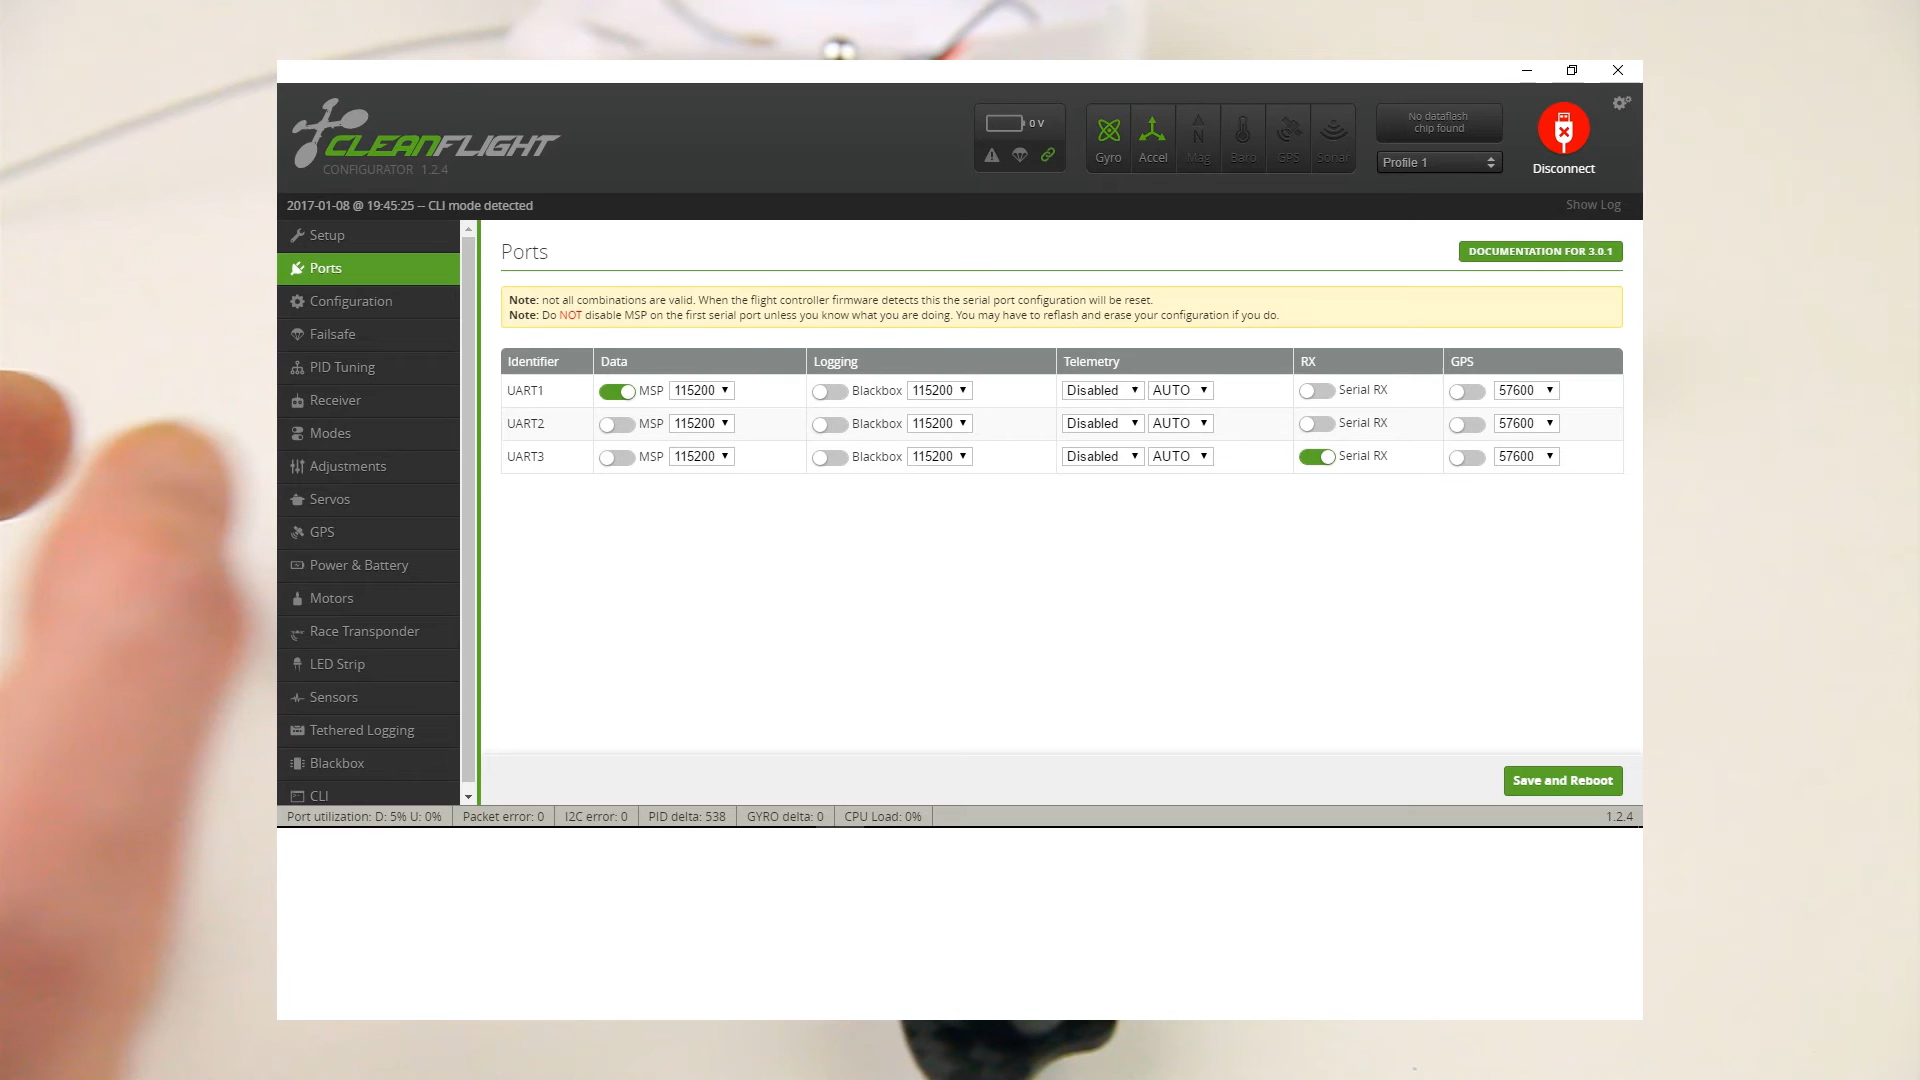 CLEANFLIGHT
CONFIGURATOR 1.2.4
0 V
Gyro
Accel
Mag
Baro
GPS
Sonar
No dataflash
chip found
Profile 1
Disconnect
2017-01-08 @ 19:45:25 -- CLI mode detected
Show Log
Setup
Ports
Configuration
Failsafe
PID Tuning
Receiver
Modes
Adjustments
Servos
GPS
Power & Battery
Motors
Race Transponder
LED Strip
Sensors
Tethered Logging
Blackbox
CLI
Ports
DOCUMENTATION FOR 3.0.1
Note: not all combinations are valid. When the flight controller firmware detects this the serial port configuration will be reset.
Note: Do NOT disable MSP on the first serial port unless you know what you are doing. You may have to reflash and erase your configuration if you do.
Identifier Data Logging Telemetry RX GPS
UART1 MSP 115200 Blackbox 115200 Disabled AUTO Serial RX 57600
UART2 MSP 115200 Blackbox 115200 Disabled AUTO Serial RX 57600
UART3 MSP 115200 Blackbox 115200 Disabled AUTO Serial RX 57600
Save and Reboot
Port utilization: D: 5% U: 0% Packet error: 0 I2C error: 0 PID delta: 538 GYRO delta: 0 CPU Load: 0% 1.2.4